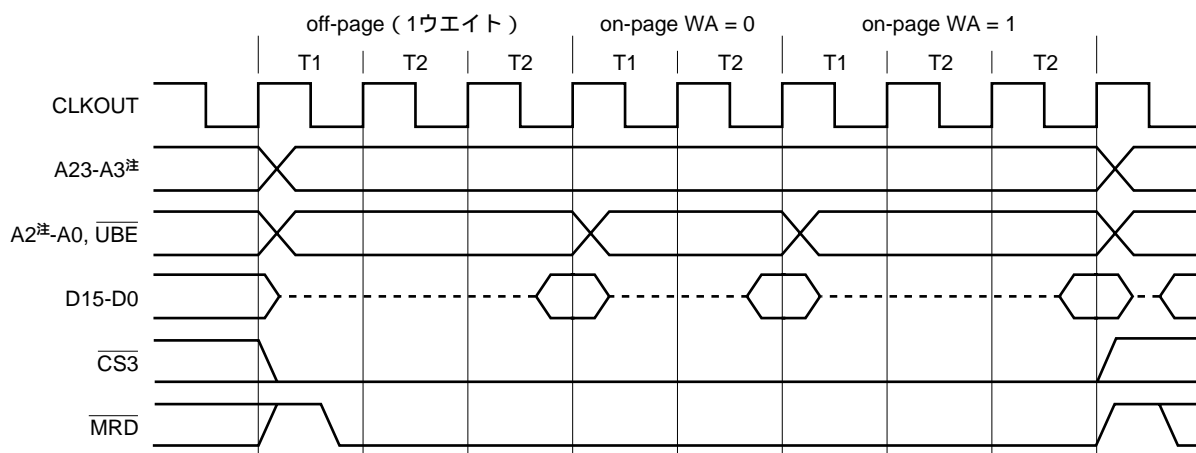 off-page（1ウエイト） on-page WA = 0 on-page WA = 1
T1 T2 T2 T1 T2 T1 T2 T2
CLKOUT
A23-A3注
A2注-A0, UBE
D15-D0
CS3
MRD